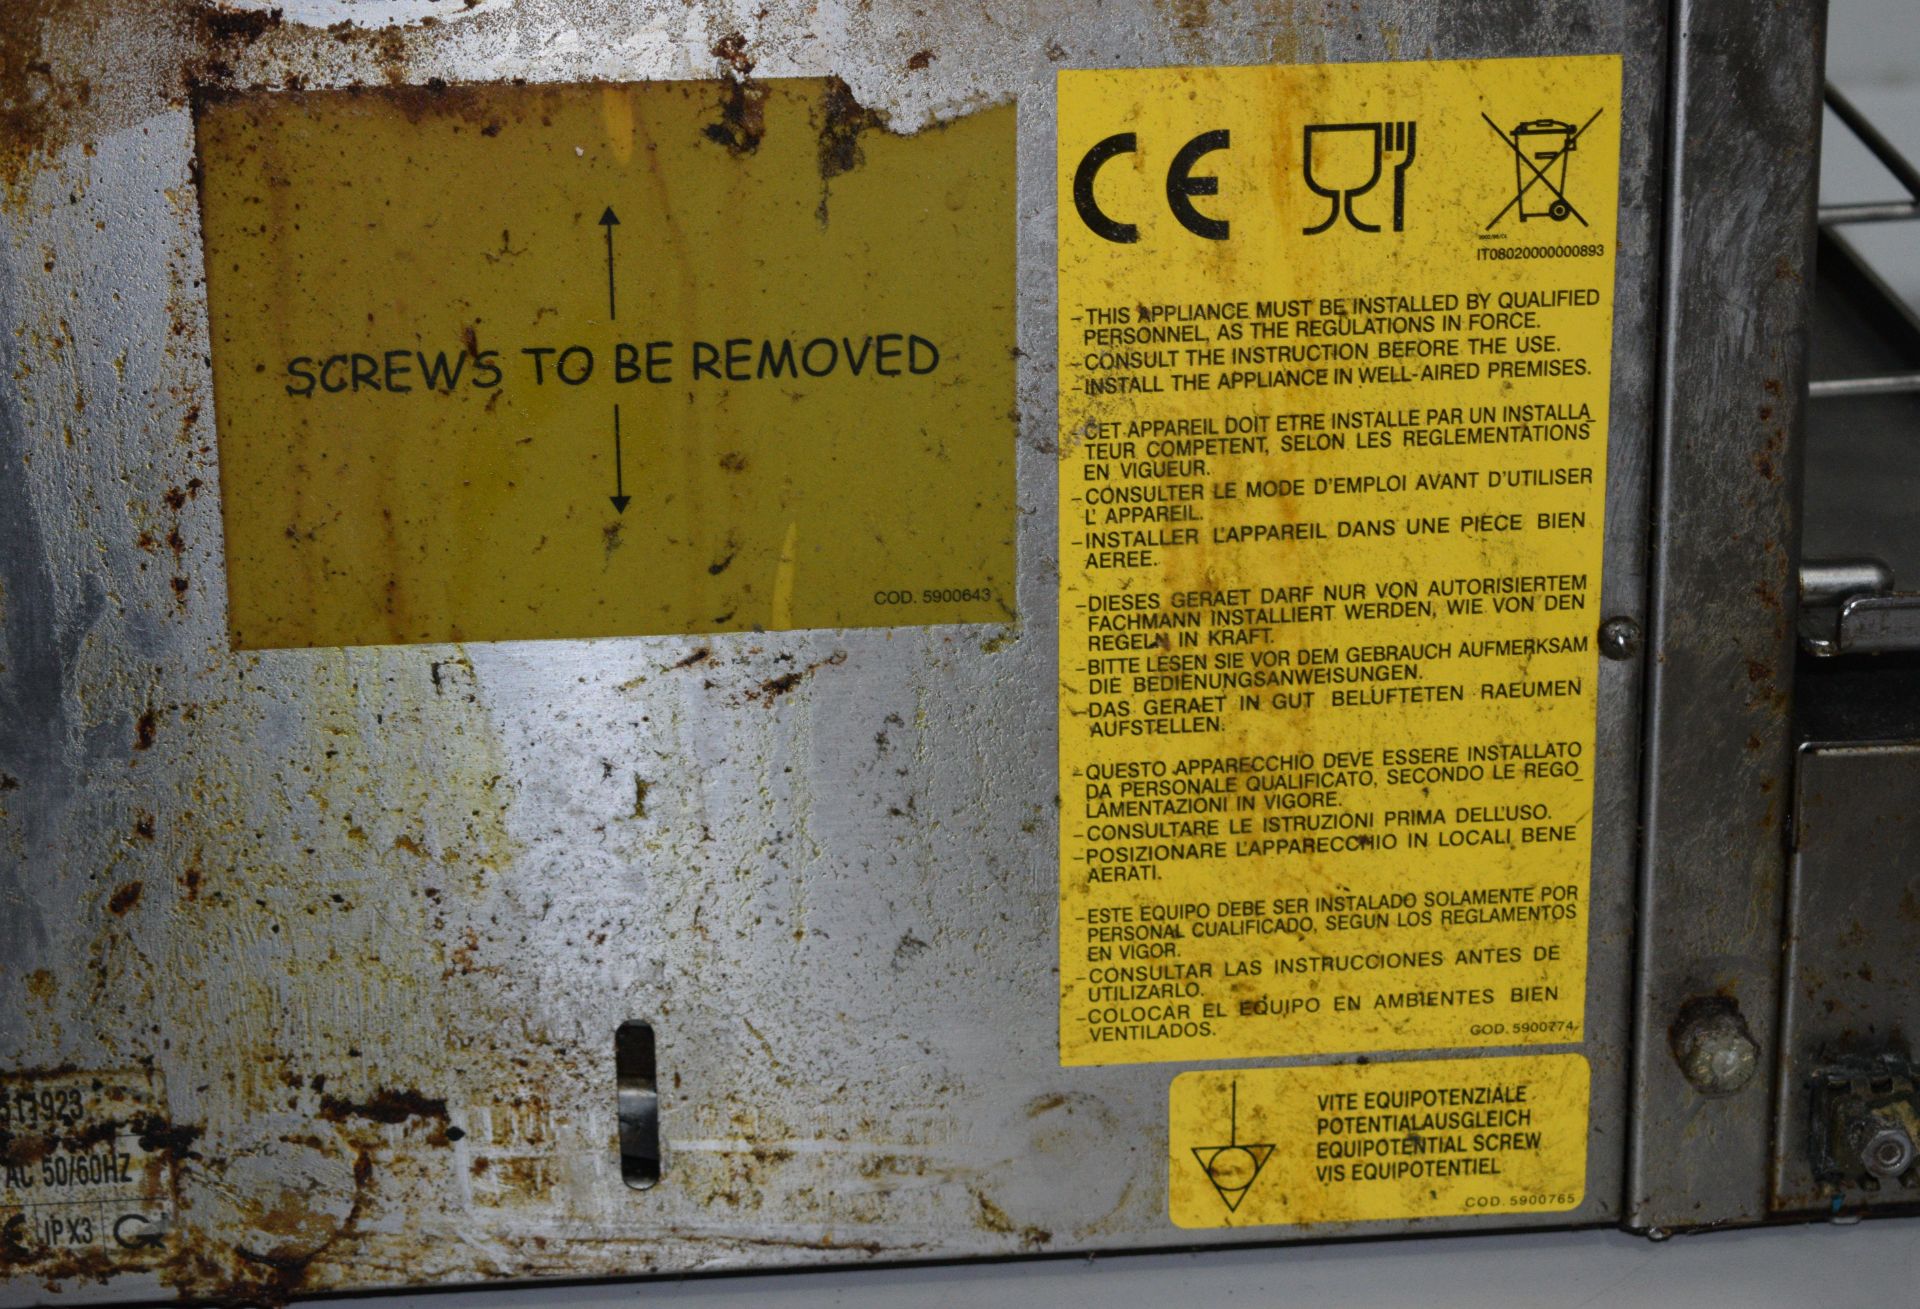 SCREWS TO BE REMOVED
COD. 5900643
CE
IT08020000000893
-THIS APPLIANCE MUST BE INSTALLED BY QUALIFIED
PERSONNEL, AS THE REGULATIONS IN FORCE.
-CONSULT THE INSTRUCTION BEFORE THE USE.
-INSTALL THE APPLIANCE IN WELL-AIRED PREMISES.
-CET APPAREIL DOIT ETRE INSTALLE PAR UN INSTALLA_
TEUR COMPETENT, SELON LES REGLEMENTATIONS
EN VIGUEUR.
-CONSULTER LE MODE D'EMPLOI AVANT D'UTILISER
L' APPAREIL.
-INSTALLER L'APPAREIL DANS UNE PIECE BIEN
AEREE.
-DIESES GERAET DARF NUR VON AUTORISIERTEM
FACHMANN INSTALLIERT WERDEN, WIE VON DEN
REGELN IN KRAFT.
-BITTE LESEN SIE VOR DEM GEBRAUCH AUFMERKSAM
DIE BEDIENUNGSANWEISUNGEN.
-DAS GERAET IN GUT BELUFTETEN RAEUMEN
AUFSTELLEN.
-QUESTO APPARECCHIO DEVE ESSERE INSTALLATO
DA PERSONALE QUALIFICATO, SECONDO LE REGO_
LAMENTAZIONI IN VIGORE.
-CONSULTARE LE ISTRUZIONI PRIMA DELL'USO.
-POSIZIONARE L'APPARECCHIO IN LOCALI BENE
AERATI.
-ESTE EQUIPO DEBE SER INSTALADO SOLAMENTE POR
PERSONAL CUALIFICADO, SEGUN LOS REGLAMENTOS
EN VIGOR.
-CONSULTAR LAS INSTRUCCIONES ANTES DE
UTILIZARLO.
-COLOCAR EL EQUIPO EN AMBIENTES BIEN
VENTILADOS.
COD. 5900774
VITE EQUIPOTENZIALE
POTENTIALAUSGLEICH
EQUIPOTENTIAL SCREW
VIS EQUIPOTENTIEL
COD. 5900765
511923
AC 50/60HZ
IP X3